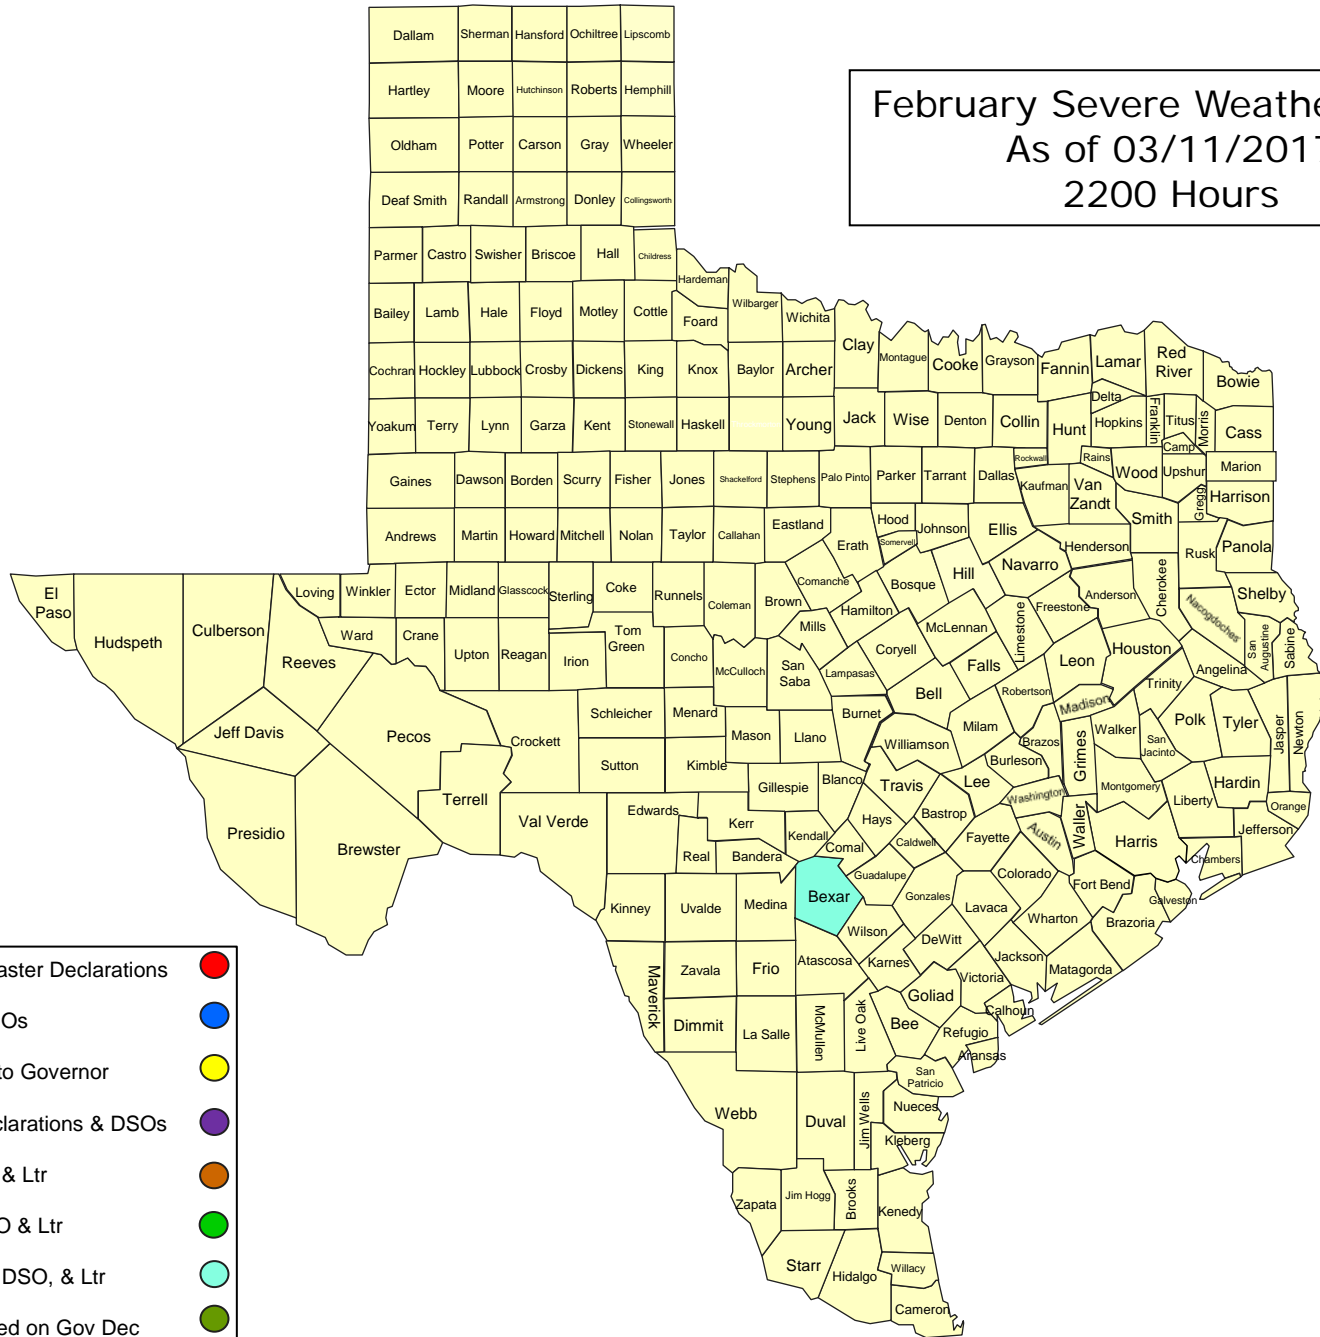 Dallam Sherman Hansford Ochiltree Lipscomb
Hartley Moore Hutchinson Roberts Hemphill
February Severe Weathe
As of 03/11/2017
2200 Hours
Oldham Potter Carson Gray Wheeler
Deaf Smith Randall Armstrong Donley Collingsworth
Parmer Castro Swisher Briscoe Hall Childress
Hardeman
Bailey Lamb Hale Floyd Motley Cottle Foard Wilbarger Wichita
Clay Montague Cooke Grayson Fannin Lamar Red
River Bowie
Cochran Hockley Lubbock Crosby Dickens King Knox Baylor Archer
Delta
Yoakum Terry Lynn Garza Kent Stonewall Haskell Young Jack Wise Denton Collin Hunt Hopkins Franklin Titus Morris Cass
Camp
Rockwall Rains Wood Upshur Marion
Gaines Dawson Borden Scurry Fisher Jones Shackelford Stephens Palo Pinto Parker Tarrant Dallas Kaufman Van
Zandt Gregg Harrison
Smith
Andrews Martin Howard Mitchell Nolan Taylor Callahan Eastland Erath Hood Somervell Johnson Ellis Henderson Rusk Panola
El
Paso Hudspeth Culberson Loving Winkler Ector Midland Glasscock Sterling Coke Runnels Coleman Brown Comanche Bosque Hill Navarro Anderson Cherokee Nacogdoches Shelby
Ward Crane Upton Reagan Irion Tom
Green Concho McCulloch San
Saba Mills Hamilton McLennan Limestone Freestone Houston San
Augustine Sabine
Reeves Lampasas Coryell Falls Leon Angelina
Jeff Davis Pecos Crockett Schleicher Menard Mason Llano Burnet Bell Milam Robertson Madison Trinity
Walker San
Jacinto Polk Tyler Jasper Newton
Sutton Kimble Gillespie Blanco Williamson Brazos Burleson Grimes
Presidio Brewster Terrell Val Verde Edwards Kerr Kendall Travis Lee Washington Montgomery Liberty Hardin Orange
Real Bandera Comal Hays Caldwell Bastrop Fayette Austin Waller Harris Chambers Jefferson
Kinney Uvalde Medina Bexar Guadalupe Gonzales Lavaca Colorado Fort Bend Galveston
Wharton Brazoria
Maverick Zavala Frio Atascosa Wilson Karnes DeWitt Jackson Matagorda
Victoria
Dimmit La Salle McMullen Live Oak Bee Goliad Calhoun
Refugio
Aransas
San
Patricio
Webb Duval Jim Wells Nueces
Kleberg
Zapata Jim Hogg Brooks Kenedy
Starr Hidalgo Willacy
Cameron
aster Declarations
Os
to Governor
clarations & DSOs
& Ltr
O & Ltr
DSO, & Ltr
ed on Gov Dec